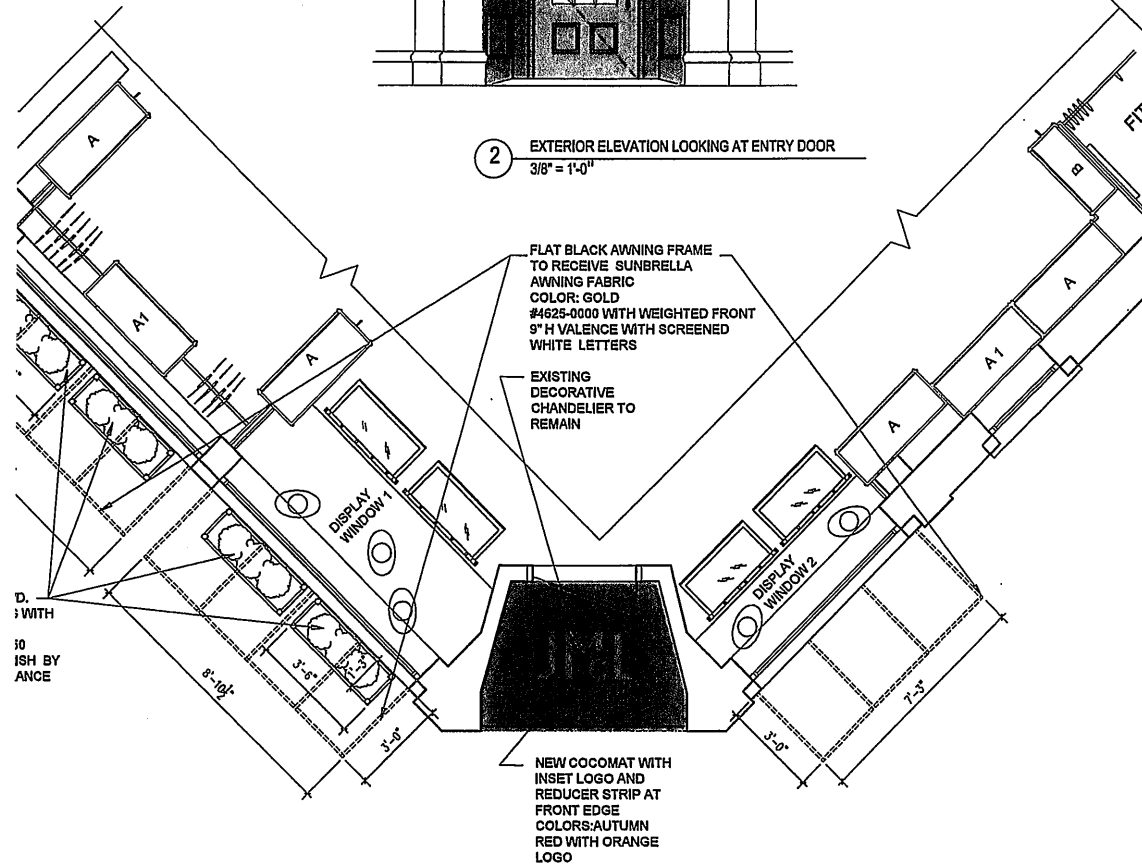 2
EXTERIOR ELEVATION LOOKING AT ENTRY DOOR
3/8" = 1'-0"
FLAT BLACK AWNING FRAME
TO RECEIVE SUNBRELLA
AWNING FABRIC
COLOR: GOLD
#4625-0000 WITH WEIGHTED FRONT
9" H VALENCE WITH SCREENED
WHITE LETTERS
EXISTING
DECORATIVE
CHANDELIER TO
REMAIN
A
A1
A
DISPLAY
WINDOW 1
B
A
A1
A
DISPLAY
WINDOW 2
WITH
ISH BY
8'-10½"
3'-6"
1'-3"
3'-0"
3'-0"
7'-3"
NEW COCOMAT WITH
INSET LOGO AND
REDUCER STRIP AT
FRONT EDGE
COLORS:AUTUMN
RED WITH ORANGE
LOGO